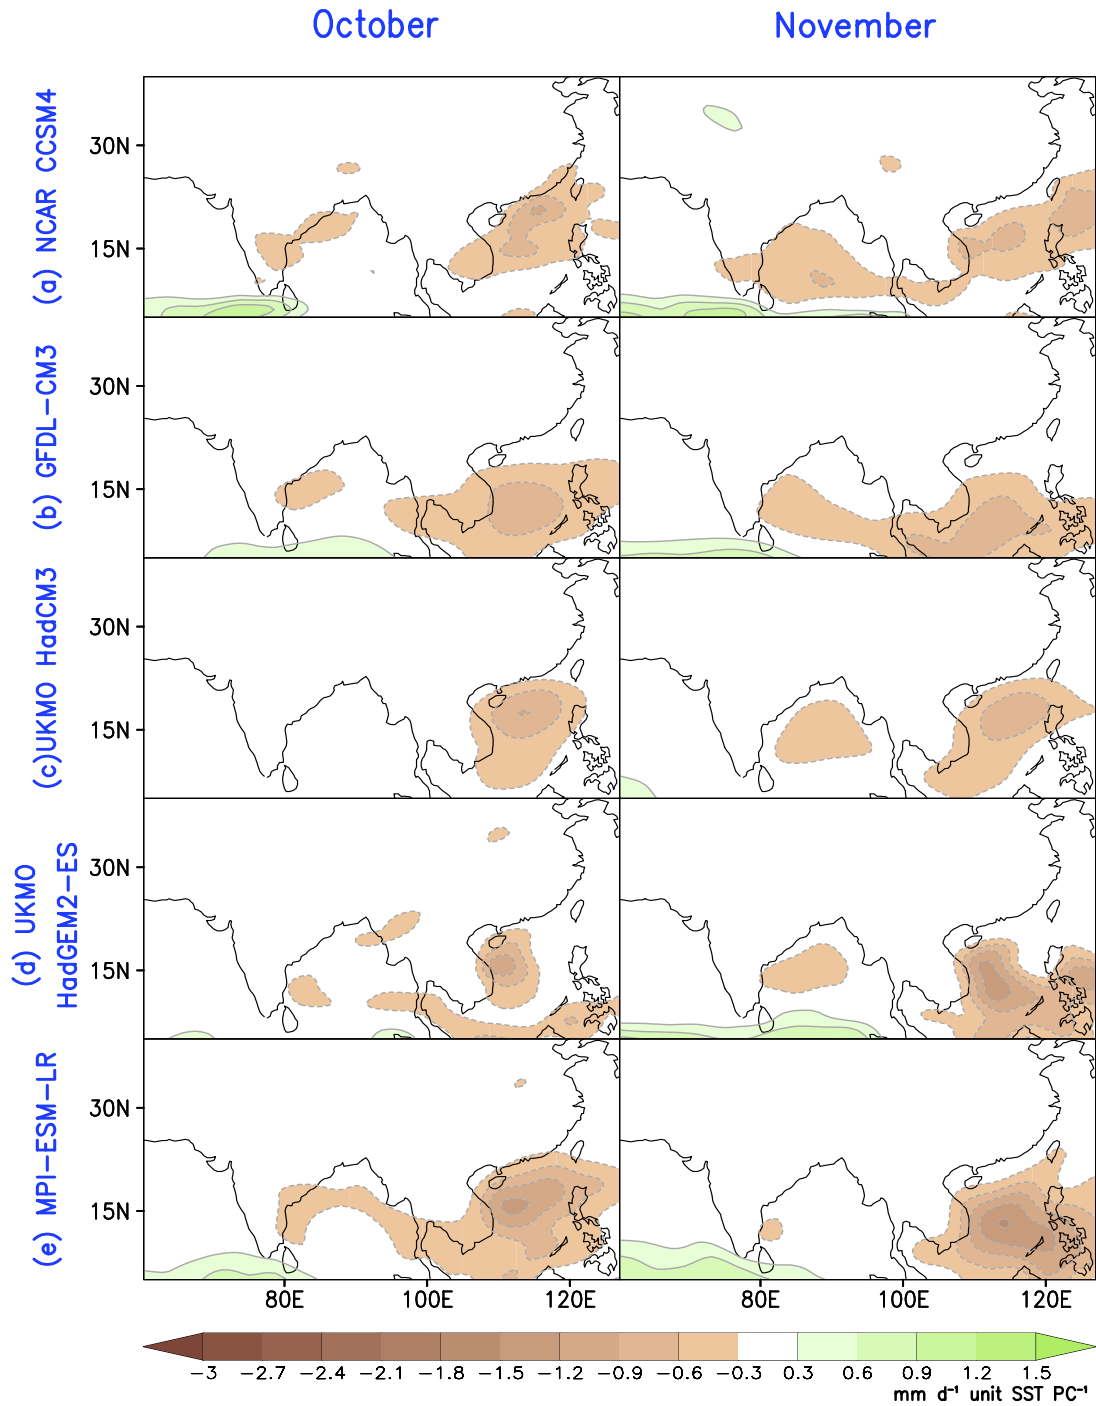 October November
(a) NCAR CCSM4
30N
15N
(b) GFDL-CM3
30N
15N
(c)UKMO HadCM3
30N
15N
(d) UKMO
HadGEM2-ES
30N
15N
(e) MPI-ESM-LR
30N
15N
80E 100E 120E 80E 100E 120E
-3 -2.7 -2.4 -2.1 -1.8 -1.5 -1.2 -0.9 -0.6 -0.3 0.3 0.6 0.9 1.2 1.5
mm d⁻¹ unit SST PC⁻¹